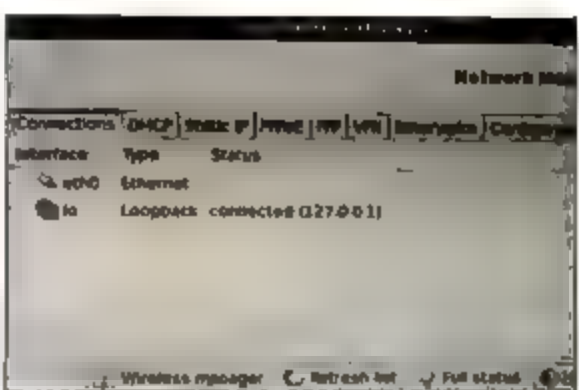 Network
Connections DHCP Static IP PPPoE PPP VPN
Interface Type Status
eth0 Ethernet
lo Loopback connected (127.0.0.1)
Wireless manager Refresh list Full status